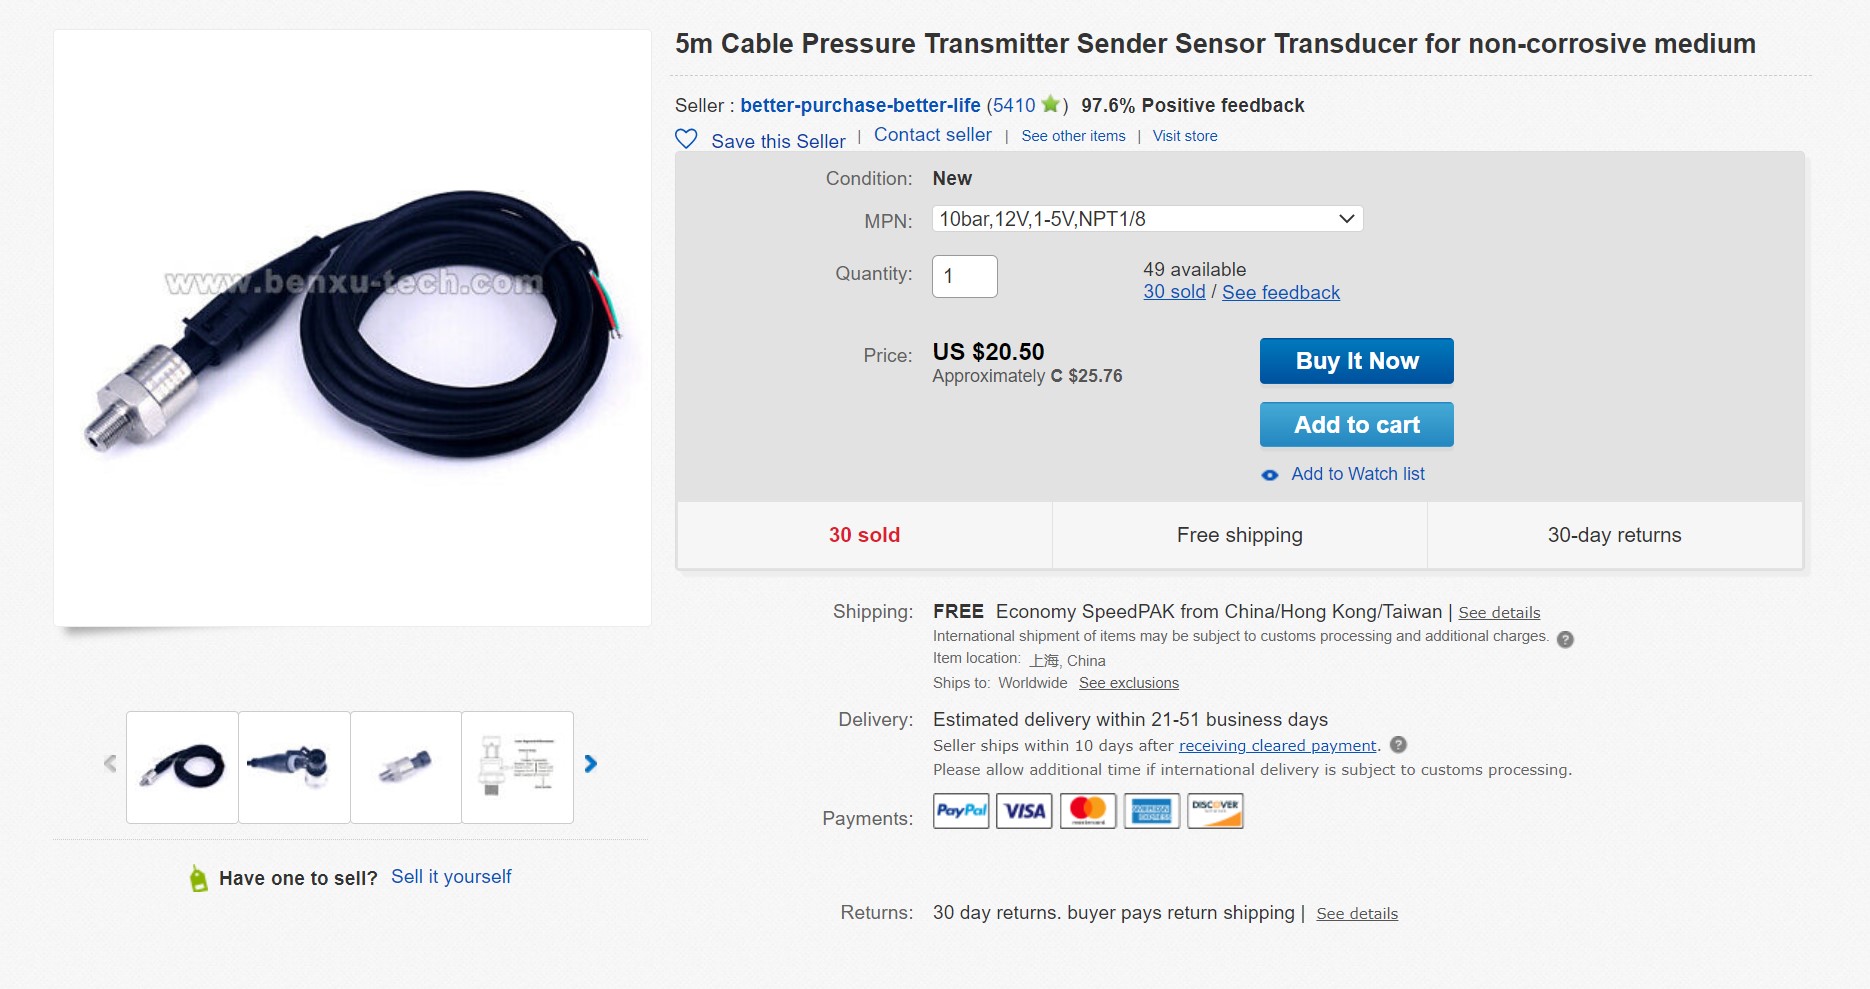 5m Cable Pressure Transmitter Sender Sensor Transducer for non-corrosive medium
Seller : better-purchase-better-life (5410 ) 97.6% Positive feedback
Save this Seller | Contact seller | See other items | Visit store
www.benxu-tech.com
Condition: New
MPN: 10bar,12V,1-5V,NPT1/8
Quantity: 1
49 available
30 sold / See feedback
Price: US $20.50
Approximately C $25.76
Buy It Now
Add to cart
Add to Watch list
30 sold
Free shipping
30-day returns
Shipping: FREE Economy SpeedPAK from China/Hong Kong/Taiwan | See details
International shipment of items may be subject to customs processing and additional charges. ?
Item location: 上海, China
Ships to: Worldwide See exclusions
Delivery: Estimated delivery within 21-51 business days
Seller ships within 10 days after receiving cleared payment. ?
Please allow additional time if international delivery is subject to customs processing.
Payments: PayPal VISA mastercard AMERICAN EXPRESS DISCOVER
Have one to sell? Sell it yourself
Returns: 30 day returns. buyer pays return shipping | See details